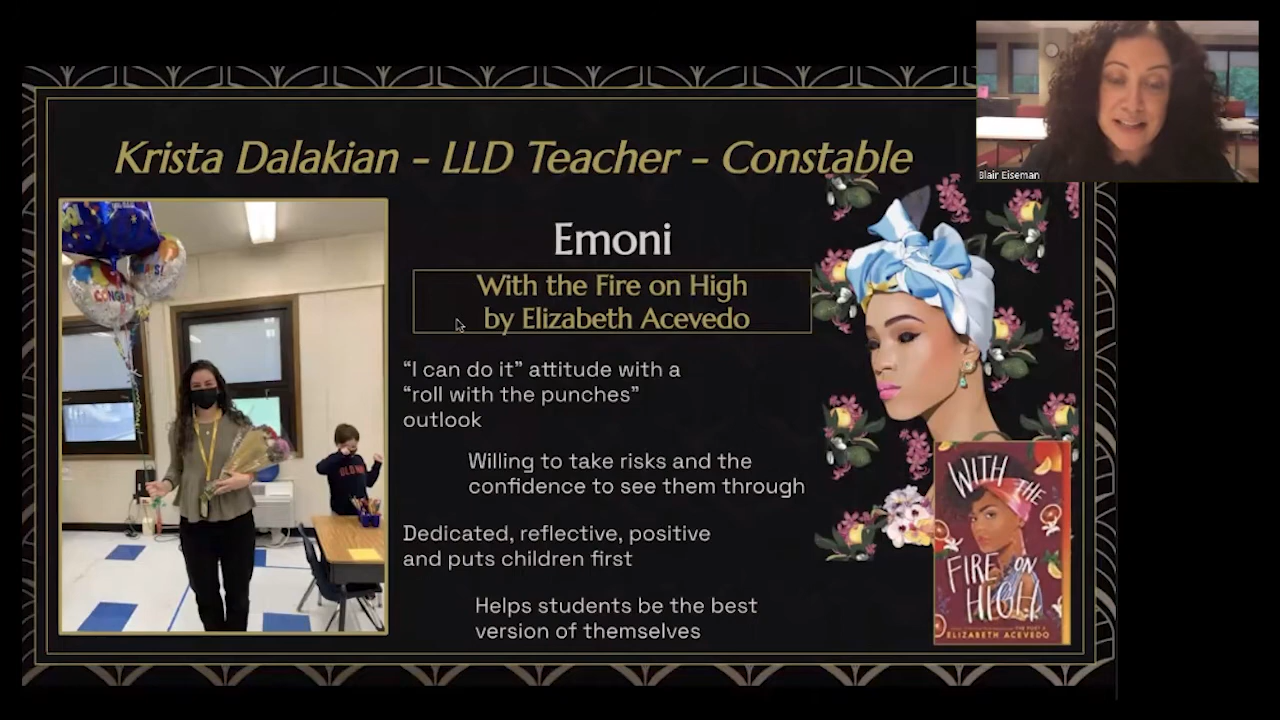 Krista Dalakian - LLD Teacher - Constable
Blair Eiseman
Emoni
With the Fire on High
by Elizabeth Acevedo
“I can do it” attitude with a
“roll with the punches”
outlook
Willing to take risks and the
confidence to see them through
Dedicated, reflective, positive
and puts children first
Helps students be the best
version of themselves
WITH
THE
FIRE ON
HIGH
ELIZABETH ACEVEDO